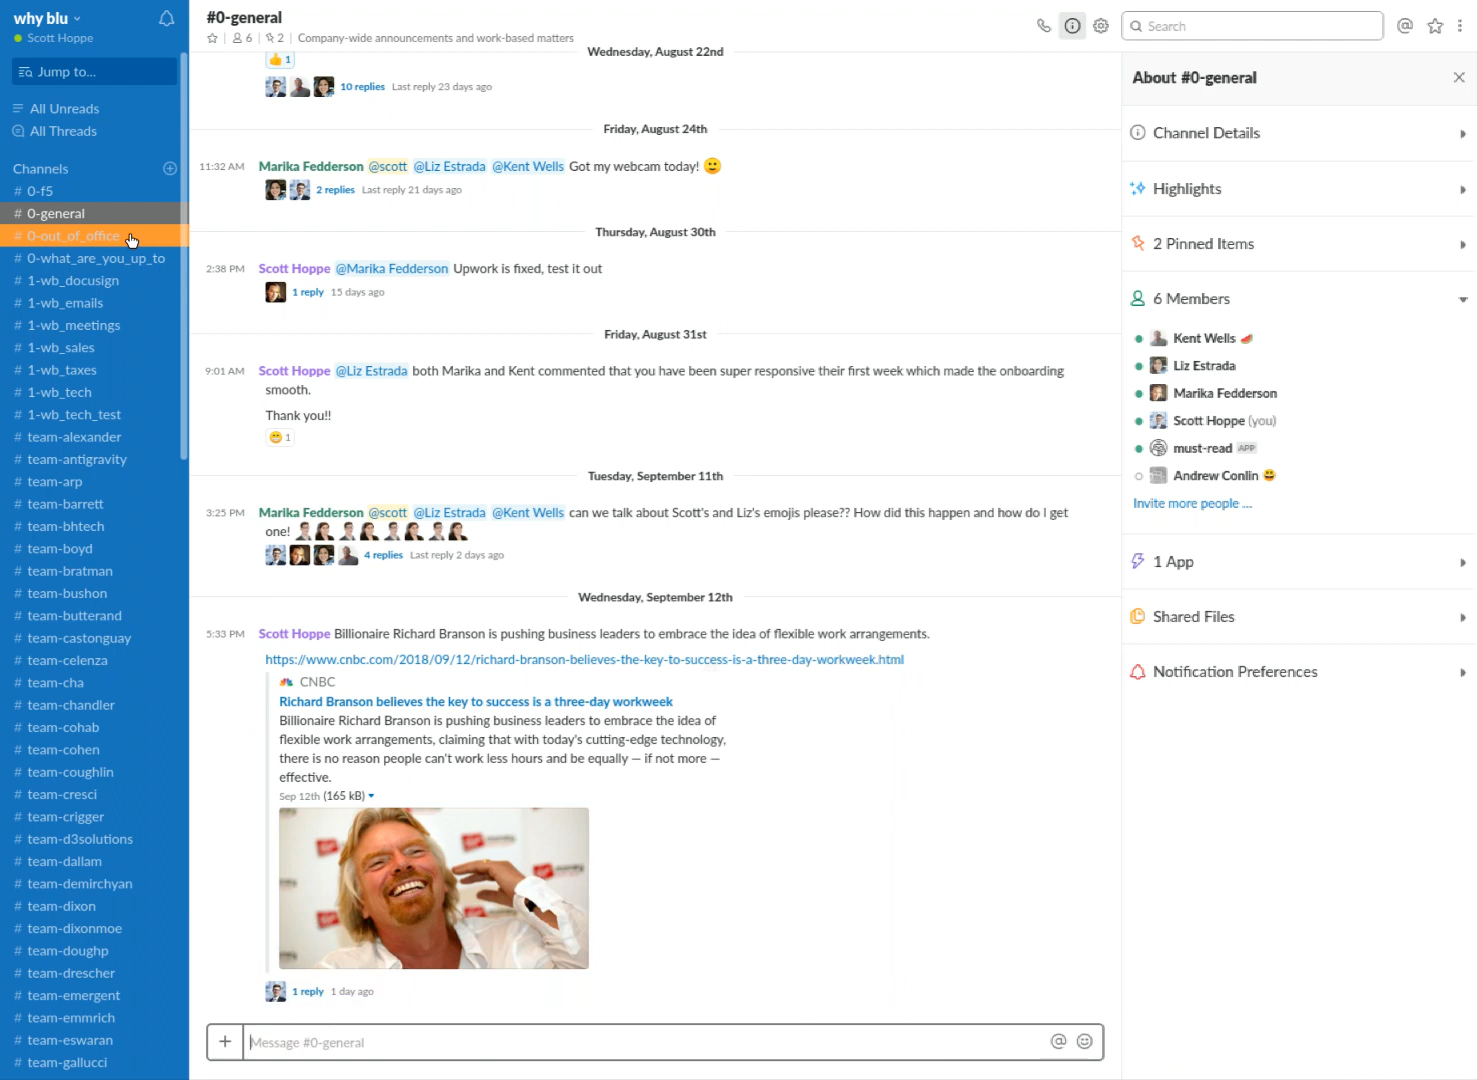 why blu
Scott Hoppe
Jump to...
All Unreads
All Threads
Channels
# 0-f5
# 0-general
# 0-out_of_office
# 0-what_are_you_up_to
# 1-wb_docusign
# 1-wb_emails
# 1-wb_meetings
# 1-wb_sales
# 1-wb_taxes
# 1-wb_tech
# 1-wb_tech_test
# team-alexander
# team-antigravity
# team-arp
# team-barrett
# team-bhtech
# team-boyd
# team-bratman
# team-bushon
# team-butterand
# team-castonguay
# team-celenza
# team-cha
# team-chandler
# team-cohab
# team-cohen
# team-coughlin
# team-cresci
# team-crigger
# team-d3solutions
# team-dallam
# team-demirchyan
# team-dixon
# team-dixonmoe
# team-doughp
# team-drescher
# team-emergent
# team-emmrich
# team-eswaran
# team-gallucci
#0-general
6 | 2 | Company-wide announcements and work-based matters
Search
Wednesday, August 22nd
1
10 replies Last reply 23 days ago
Friday, August 24th
11:32 AM Marika Fedderson @scott @Liz Estrada @Kent Wells Got my webcam today!
2 replies Last reply 21 days ago
Thursday, August 30th
2:38 PM Scott Hoppe @Marika Fedderson Upwork is fixed, test it out
1 reply 15 days ago
Friday, August 31st
9:01 AM Scott Hoppe @Liz Estrada both Marika and Kent commented that you have been super responsive their first week which made the onboarding
smooth.
Thank you!!
1
Tuesday, September 11th
3:25 PM Marika Fedderson @scott @Liz Estrada @Kent Wells can we talk about Scott's and Liz's emojis please?? How did this happen and how do I get
one!
4 replies Last reply 2 days ago
Wednesday, September 12th
5:33 PM Scott Hoppe Billionaire Richard Branson is pushing business leaders to embrace the idea of flexible work arrangements.
https://www.cnbc.com/2018/09/12/richard-branson-believes-the-key-to-success-is-a-three-day-workweek.html
CNBC
Richard Branson believes the key to success is a three-day workweek
Billionaire Richard Branson is pushing business leaders to embrace the idea of
flexible work arrangements, claiming that with today's cutting-edge technology,
there is no reason people can't work less hours and be equally — if not more —
effective.
Sep 12th (165 kB)
1 reply 1 day ago
Message #0-general
About #0-general
Channel Details
Highlights
2 Pinned Items
6 Members
Kent Wells
Liz Estrada
Marika Fedderson
Scott Hoppe (you)
must-read APP
Andrew Conlin
Invite more people ...
1 App
Shared Files
Notification Preferences